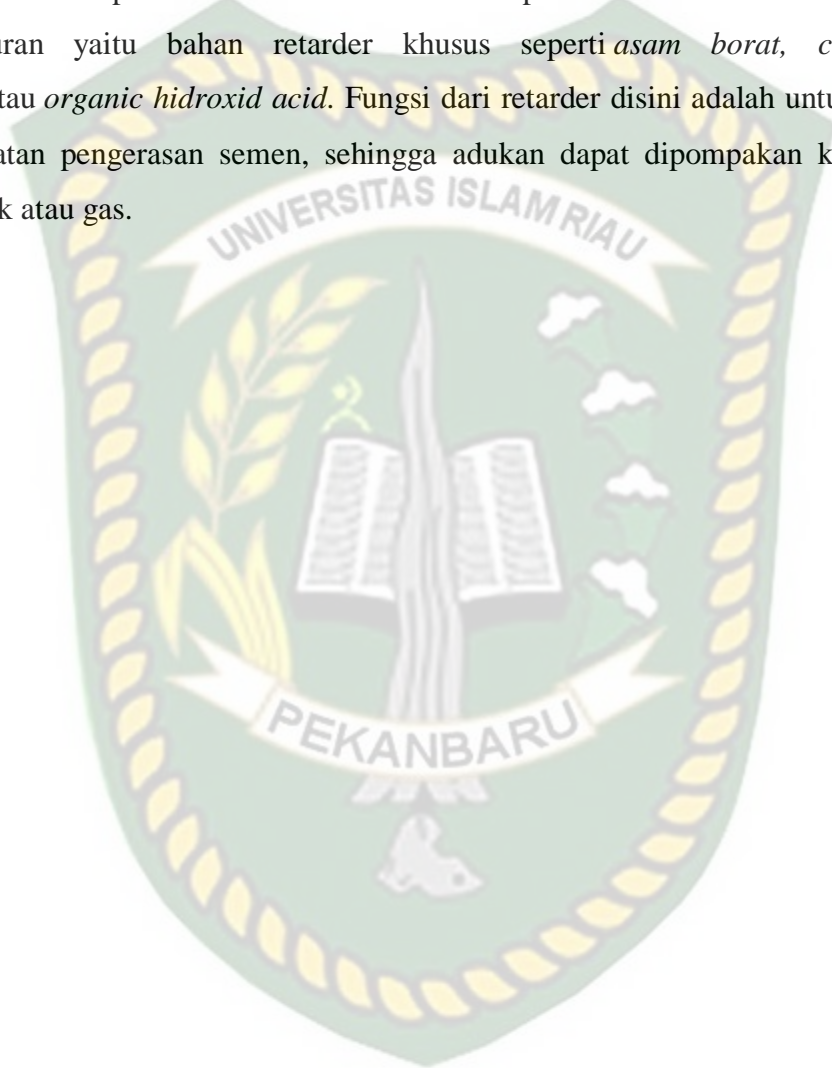 uran yaitu bahan retarder khusus seperti asam borat, c
tau organic hidroxid acid. Fungsi dari retarder disini adalah untu
atan pengerasan semen, sehingga adukan dapat dipompakan k
k atau gas.
UNIVERSITAS ISLAM RIAU
PEKANBARU